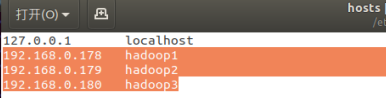 打开(O)
hosts
127.0.0.1 localhost
192.168.0.178 hadoop1
192.168.0.179 hadoop2
192.168.0.180 hadoop3